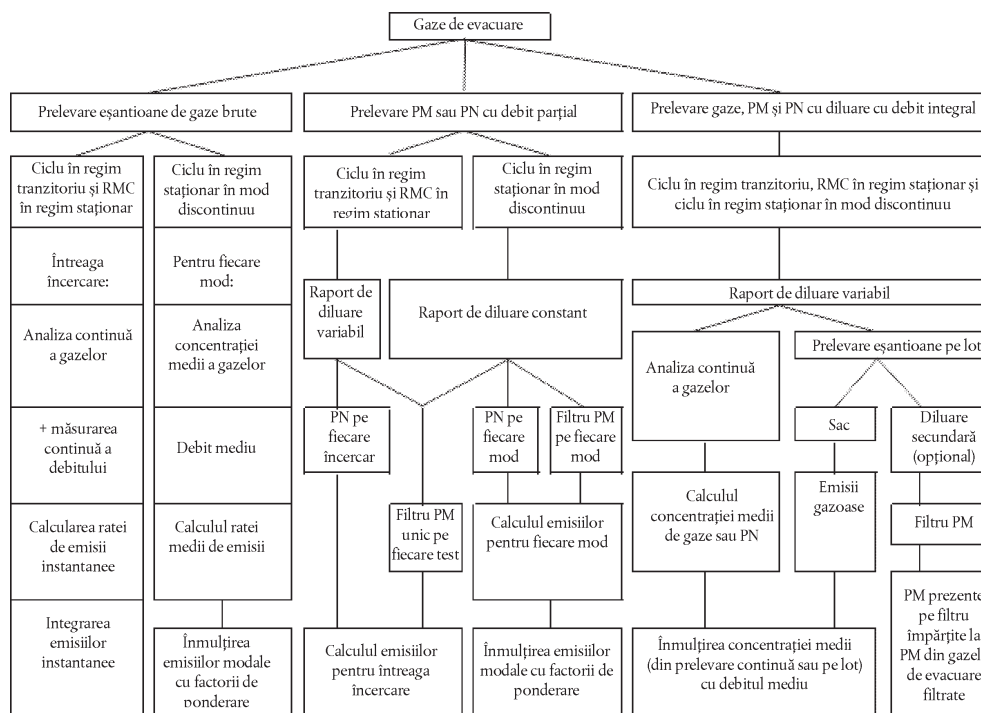 Gaze de evacuare
Prelevare eșantioane de gaze brute
Prelevare PM sau PN cu debit parțial
Prelevare gaze, PM și PN cu diluare cu debit integral
Ciclu în regim
tranzitoriu și RMC
în regim staționar
Ciclu în regim
staționar în mod
discontinuu
Ciclu în regim
tranzitoriu și RMC în
regim staționar
Ciclu în regim
staționar în mod
discontinuu
Ciclu în regim tranzitoriu, RMC în regim staționar și
ciclu în regim staționar în mod discontinuu
Întreaga
încercare:
Pentru fiecare
mod:
Raport de
diluare
variabil
Raport de diluare constant
Raport de diluare variabil
Analiza continuă
a gazelor
Analiza
concentrației
medii a gazelor
Analiza continuă
a gazelor
Prelevare eșantioane pe lot
+ măsurarea
continuă a
debitului
Debit mediu
PN pe
fiecare
încercar
PN pe
fiecare
mod
Filtru PM
pe fiecare
mod
Sac
Diluare
secundară
(opțional)
Calcularea ratei
de emisii
instantanee
Calculul ratei
medii de emisii
Filtru PM
unic pe
fiecare test
Calculul emisiilor
pentru fiecare mod
Calculul
concentrației medii
de gaze sau PN
Emisii
gazoase
Filtru PM
Integrarea
emisiilor
instantanee
Înmulțirea
emisiilor modale
cu factorii de
ponderare
Calculul emisiilor
pentru întreaga
încercare
Înmulțirea emisiilor
modale cu factorii de
ponderare
Înmulțirea concentrației medii
(din prelevare continuă sau pe lot)
cu debitul mediu
PM prezente
pe filtru
împărțite la
PM din gazel
de evacuare
filtrate